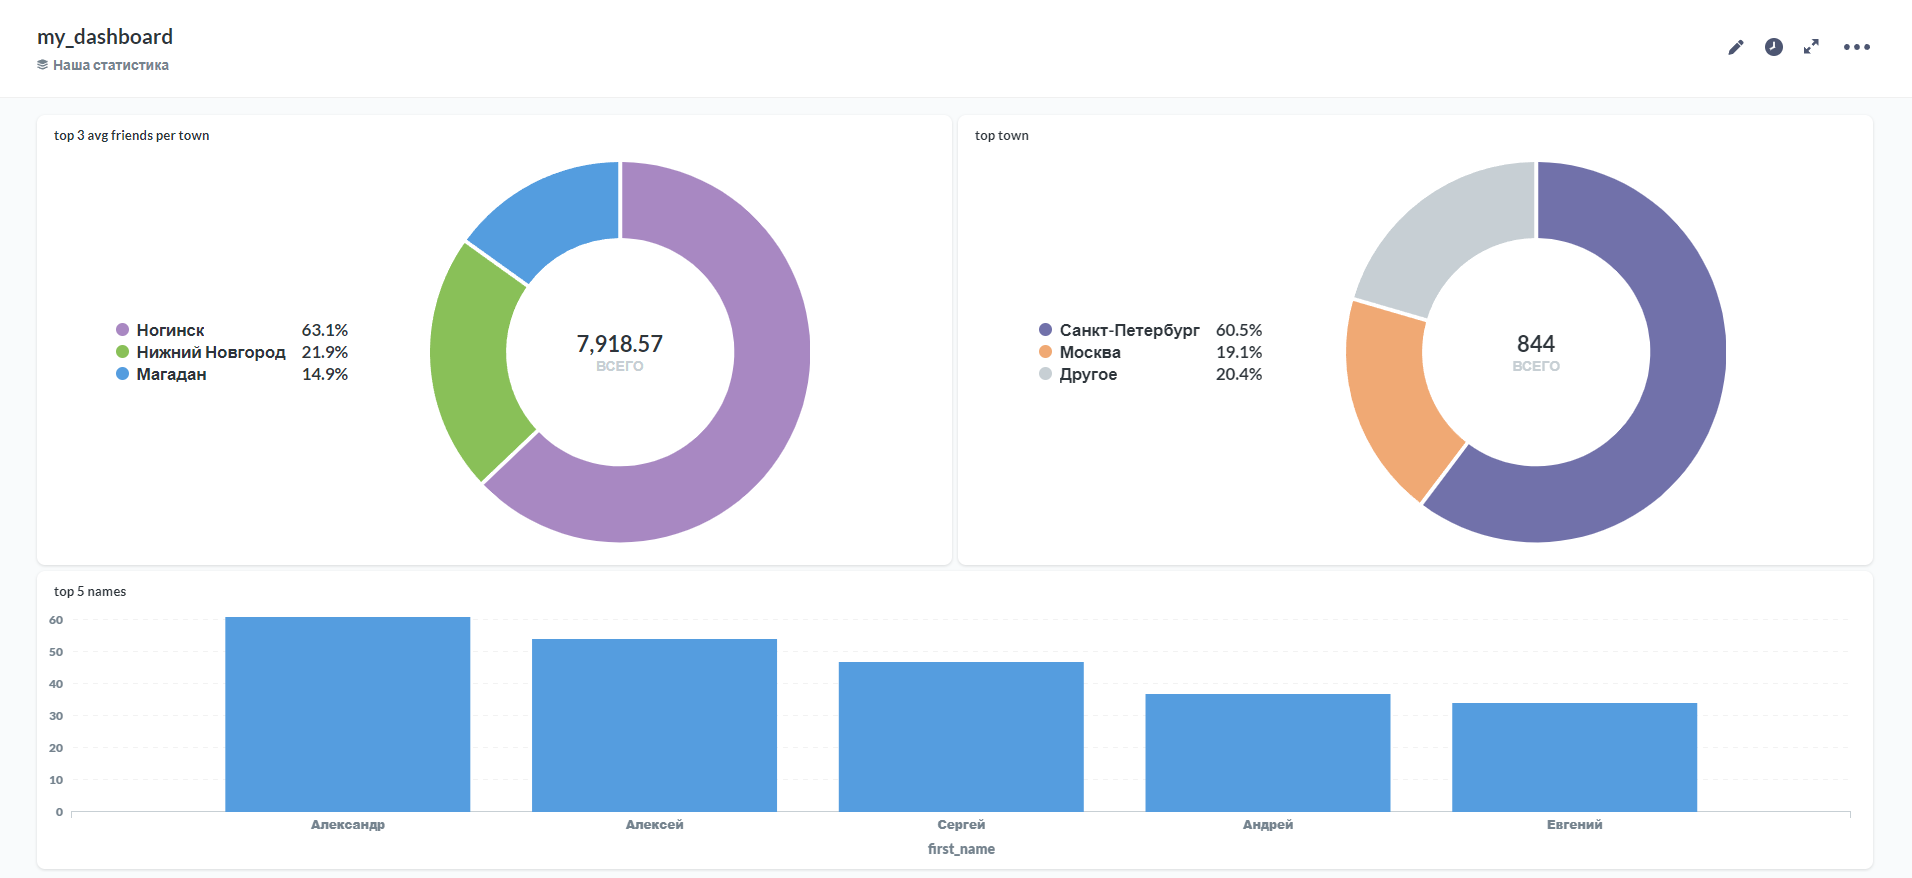 my_dashboard
Наша статистика
top 3 avg friends per town
Ногинск 63.1%
Нижний Новгород 21.9%
Магадан 14.9%
7,918.57
ВСЕГО
top town
Санкт-Петербург 60.5%
Москва 19.1%
Другое 20.4%
844
ВСЕГО
top 5 names
60
50
40
30
20
10
0
Александр Алексей Сергей Андрей Евгений
first_name